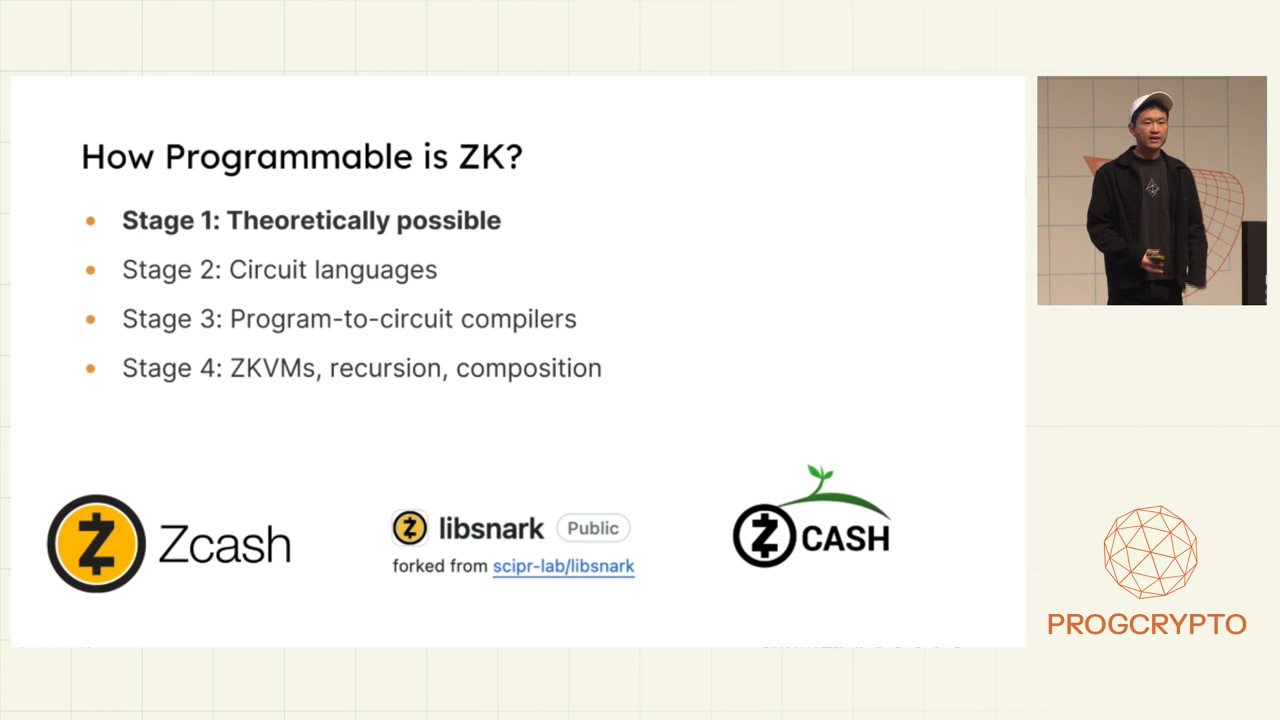 How Programmable is ZK?
Stage 1: Theoretically possible
Stage 2: Circuit languages
Stage 3: Program-to-circuit compilers
Stage 4: ZKVMs, recursion, composition
Zcash
libsnark Public
forked from scipr-lab/libsnark
CASH
PROGCRYPTO